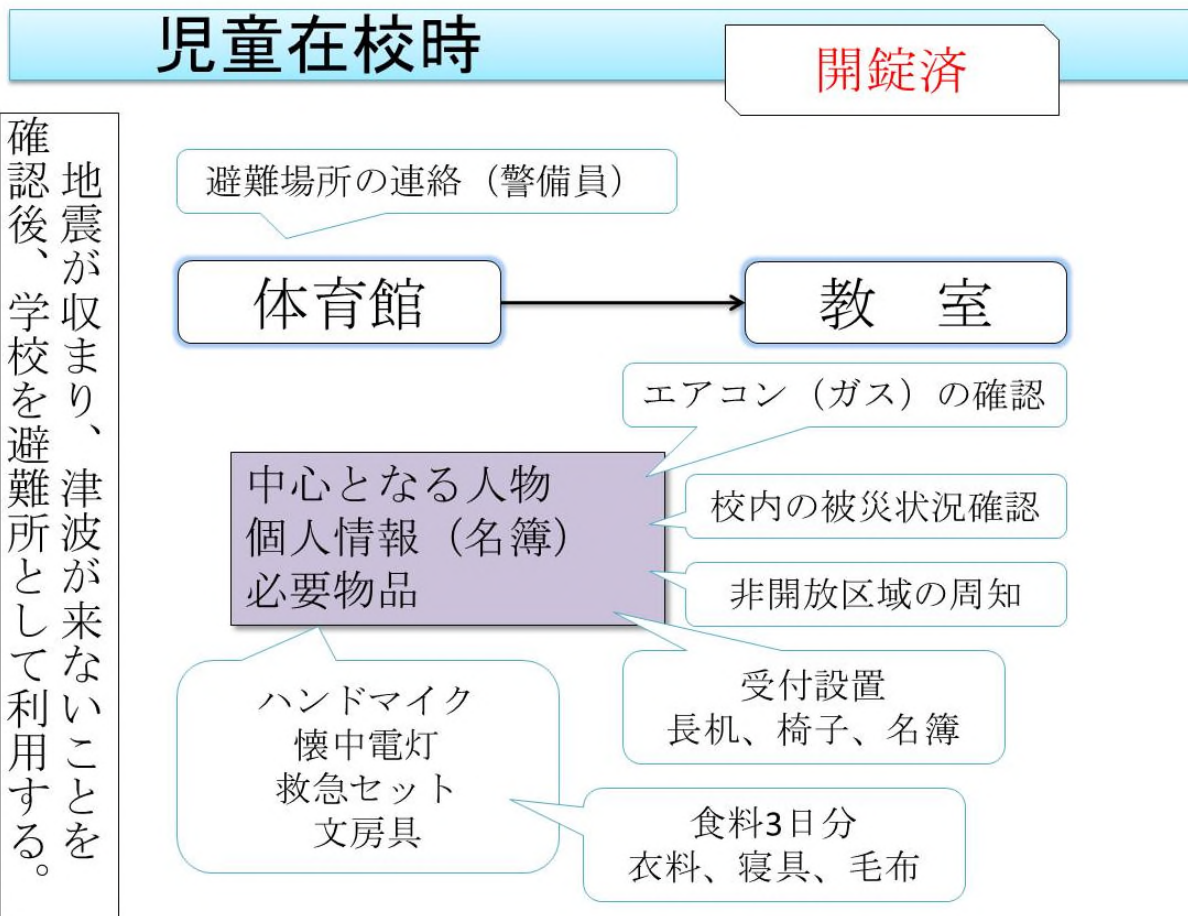 児童在校時
開錠済
地震が収まり、津波が来ないことを
確認後、学校を避難所として利用する。
避難場所の連絡（警備員）
体育館
教　室
エアコン（ガス）の確認
中心となる人物
個人情報（名簿）
必要物品
校内の被災状況確認
非開放区域の周知
受付設置
長机、椅子、名簿
ハンドマイク
懐中電灯
救急セット
文房具
食料3日分
衣料、寝具、毛布